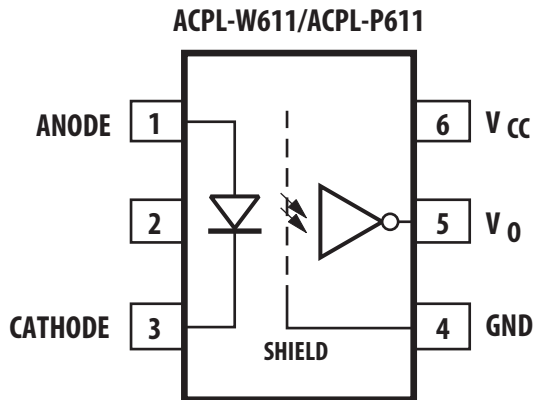 ACPL-W611/ACPL-P611
ANODE 1
6 V CC
2
5 V O
CATHODE 3
4 GND
SHIELD